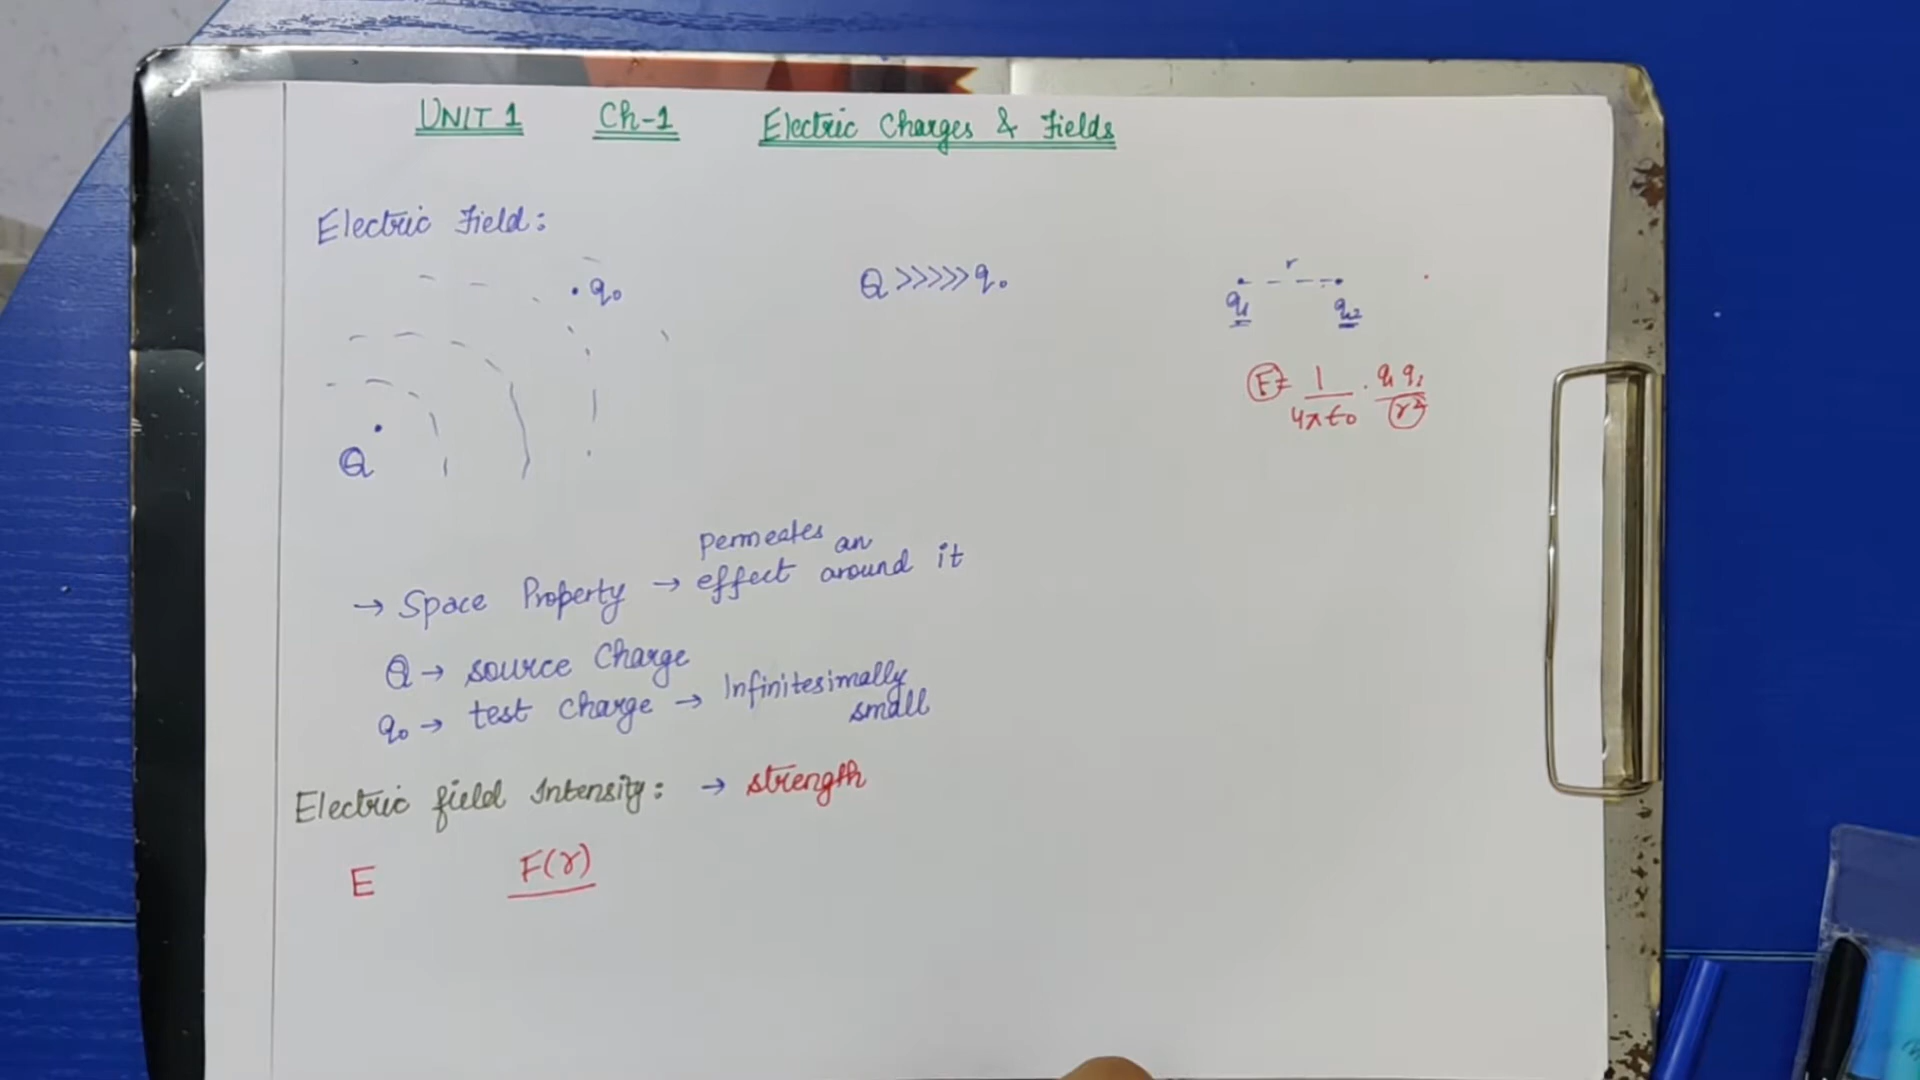 UNIT 1 Ch-1 Electric Charges & Fields
Electric Field:
q₀
Q >>>>> q₀
r
q₁ q₂
F = 1/4πε₀ · q₁q₂/r²
Q
→ Space Property → permeates an
effect around it
Q → source Charge
q₀ → test charge → Infinitesimally
small
Electric field Intensity: → strength
E F(r)